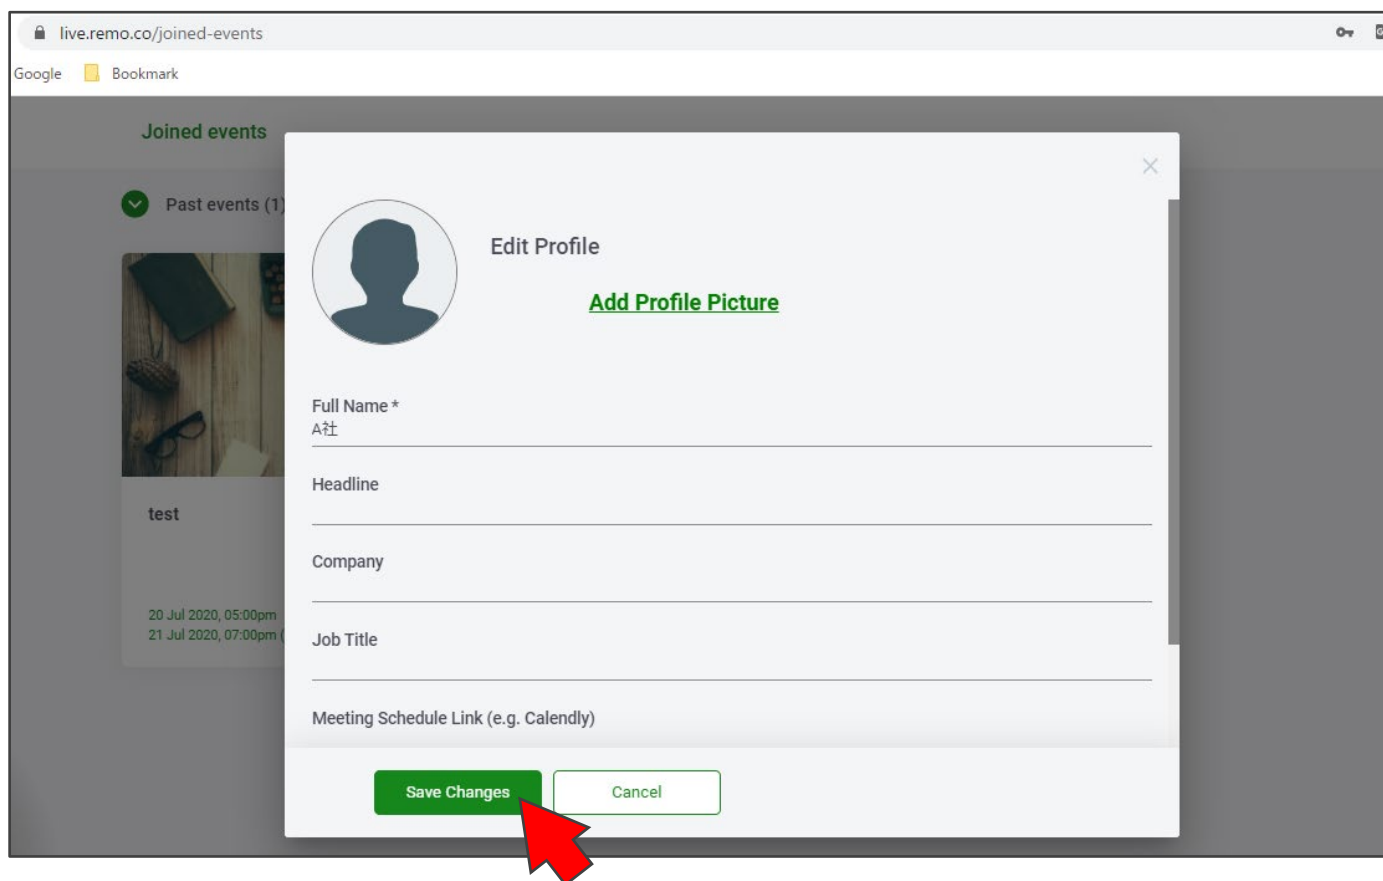 live.remo.co/joined-events
Google Bookmark
Joined events
Past events (1)
Edit Profile
Add Profile Picture
Full Name *
A社
Headline
test
Company
20 Jul 2020, 05:00pm
21 Jul 2020, 07:00pm (
Job Title
Meeting Schedule Link (e.g. Calendly)
Save Changes Cancel